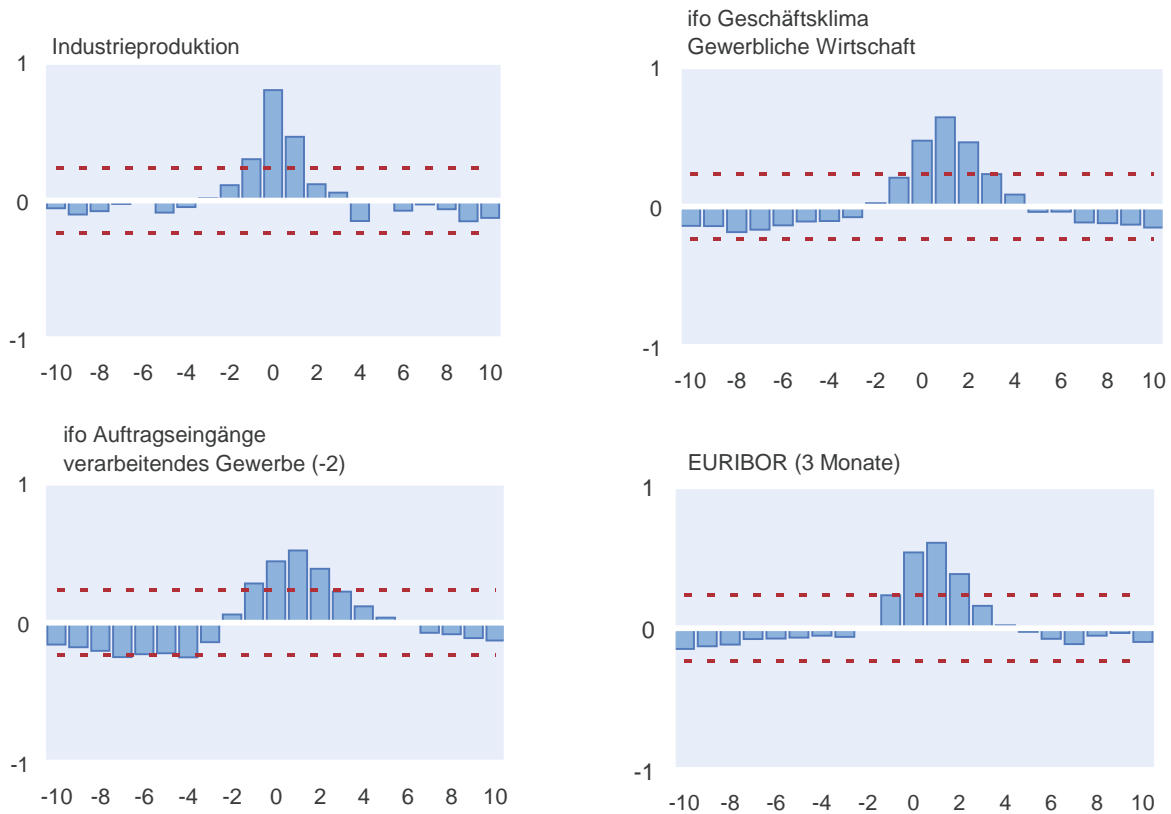 Industrieproduktion
1
0
-1
-10 -8 -6 -4 -2 0 2 4 6 8 10
ifo Geschäftsklima
Gewerbliche Wirtschaft
1
0
-1
-10 -8 -6 -4 -2 0 2 4 6 8 10
ifo Auftragseingänge
verarbeitendes Gewerbe (-2)
1
0
-1
-10 -8 -6 -4 -2 0 2 4 6 8 10
EURIBOR (3 Monate)
1
0
-1
-10 -8 -6 -4 -2 0 2 4 6 8 10